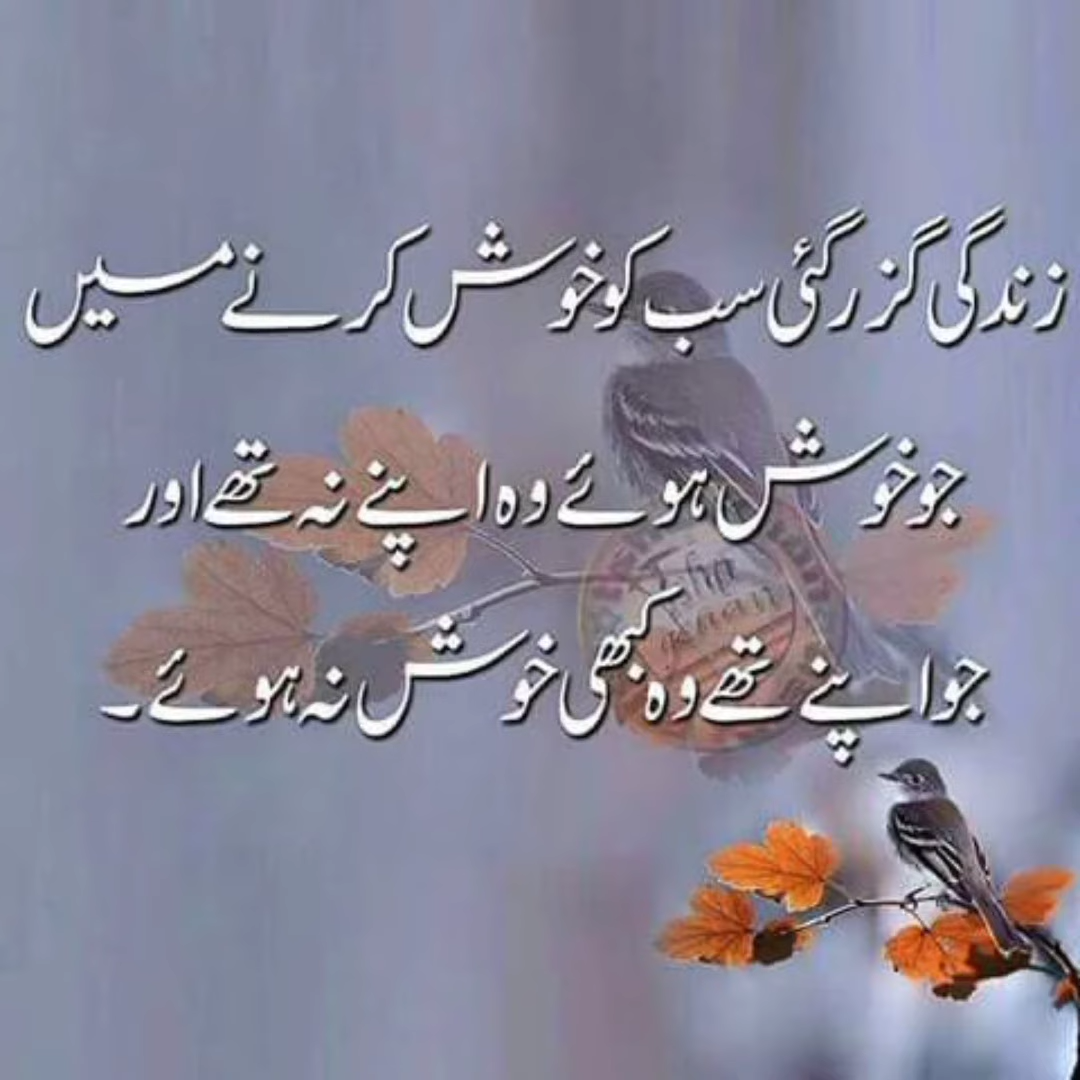 زندگی گزر گئی سب کو خوش کرنے میں
جو خوش ہوئے وہ اپنے نہ تھے اور
جو اپنے تھے وہ کبھی خوش نہ ہوئے۔